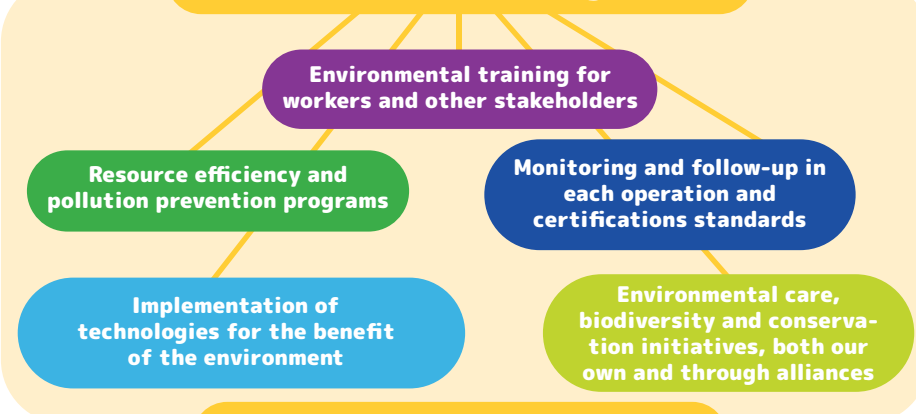 Environmental training for
workers and other stakeholders
Resource efficiency and
pollution prevention programs
Monitoring and follow-up in
each operation and
certifications standards
Implementation of
technologies for the benefit
of the environment
Environmental care,
biodiversity and conserva-
tion initiatives, both our
own and through alliances